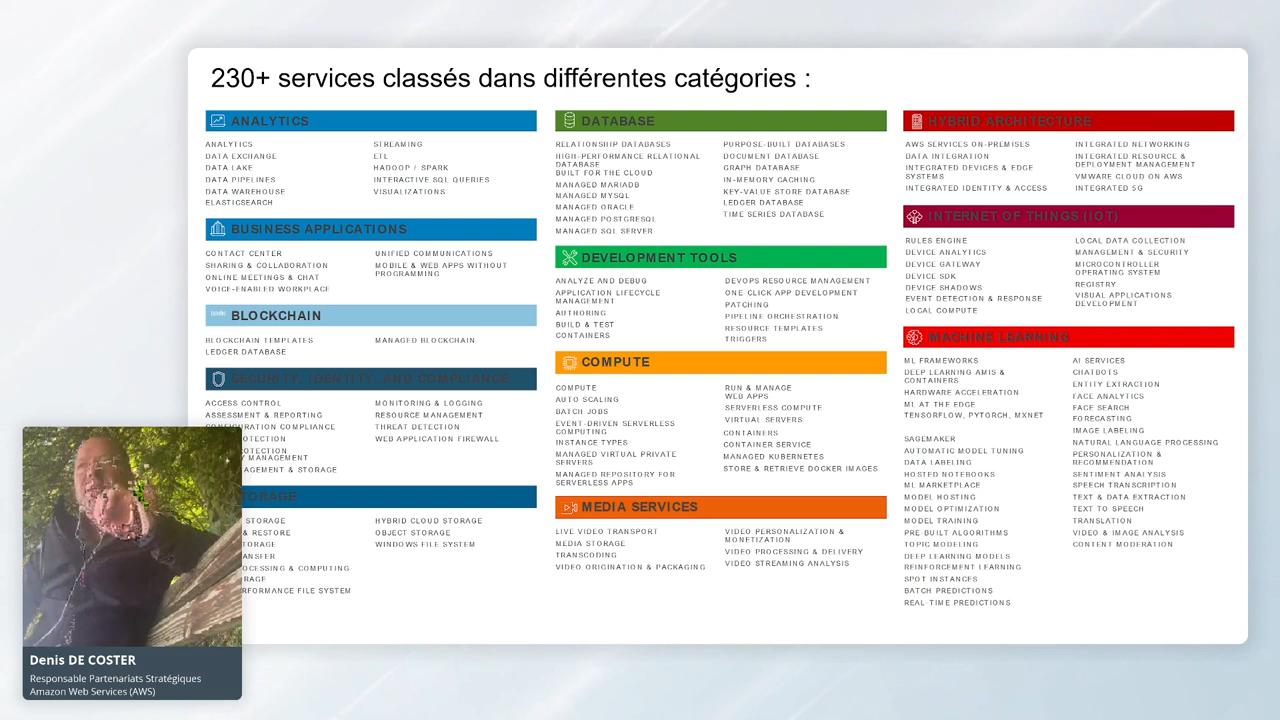 230+ services classés dans différentes catégories :
ANALYTICS
ANALYTICS
DATA EXCHANGE
DATA LAKE
DATA PIPELINES
DATA WAREHOUSE
ELASTICSEARCH
STREAMING
ETL
HADOOP / SPARK
INTERACTIVE SQL QUERIES
VISUALIZATIONS
BUSINESS APPLICATIONS
CONTACT CENTER
SHARING & COLLABORATION
ONLINE MEETINGS & CHAT
VOICE-ENABLED WORKPLACE
UNIFIED COMMUNICATIONS
MOBILE & WEB APPS WITHOUT
PROGRAMMING
BLOCKCHAIN
BLOCKCHAIN TEMPLATES
LEDGER DATABASE
MANAGED BLOCKCHAIN
SECURITY, IDENTITY, AND COMPLIANCE
ACCESS CONTROL
ASSESSMENT & REPORTING
CONFIGURATION COMPLIANCE
OTECTION
OTECTION
MANAGEMENT
AGEMENT & STORAGE
MONITORING & LOGGING
RESOURCE MANAGEMENT
THREAT DETECTION
WEB APPLICATION FIREWALL
TORAGE
STORAGE
& RESTORE
TORAGE
ANSFER
OCESSING & COMPUTING
RAGE
RFORMANCE FILE SYSTEM
HYBRID CLOUD STORAGE
OBJECT STORAGE
WINDOWS FILE SYSTEM
DATABASE
RELATIONSHIP DATABASES
HIGH-PERFORMANCE RELATIONAL
DATABASE
BUILT FOR THE CLOUD
MANAGED MARIADB
MANAGED MYSQL
MANAGED ORACLE
MANAGED POSTGRESQL
MANAGED SQL SERVER
PURPOSE-BUILT DATABASES
DOCUMENT DATABASE
GRAPH DATABASE
IN-MEMORY CACHING
KEY-VALUE STORE DATABASE
LEDGER DATABASE
TIME SERIES DATABASE
DEVELOPMENT TOOLS
ANALYZE AND DEBUG
APPLICATION LIFECYCLE
MANAGEMENT
AUTHORING
BUILD & TEST
CONTAINERS
DEVOPS RESOURCE MANAGEMENT
ONE-CLICK APP DEVELOPMENT
PATCHING
PIPELINE ORCHESTRATION
RESOURCE TEMPLATES
TRIGGERS
COMPUTE
COMPUTE
AUTO SCALING
BATCH JOBS
EVENT-DRIVEN SERVERLESS
COMPUTING
INSTANCE TYPES
MANAGED VIRTUAL PRIVATE
SERVERS
MANAGED REPOSITORY FOR
SERVERLESS APPS
RUN & MANAGE
WEB APPS
SERVERLESS COMPUTE
VIRTUAL SERVERS
CONTAINERS
CONTAINER SERVICE
MANAGED KUBERNETES
STORE & RETRIEVE DOCKER IMAGES
MEDIA SERVICES
LIVE VIDEO TRANSPORT
MEDIA STORAGE
TRANSCODING
VIDEO ORIGINATION & PACKAGING
VIDEO PERSONALIZATION &
MONETIZATION
VIDEO PROCESSING & DELIVERY
VIDEO STREAMING ANALYSIS
HYBRID ARCHITECTURE
AWS SERVICES ON-PREMISES
DATA INTEGRATION
INTEGRATED DEVICES & EDGE
SYSTEMS
INTEGRATED IDENTITY & ACCESS
INTEGRATED NETWORKING
INTEGRATED RESOURCE &
DEPLOYMENT MANAGEMENT
VMWARE CLOUD ON AWS
INTEGRATED 5G
INTERNET OF THINGS (IOT)
RULES ENGINE
DEVICE ANALYTICS
DEVICE GATEWAY
DEVICE SDK
DEVICE SHADOWS
EVENT DETECTION & RESPONSE
LOCAL COMPUTE
LOCAL DATA COLLECTION
MANAGEMENT & SECURITY
MICROCONTROLLER
OPERATING SYSTEM
REGISTRY
VISUAL APPLICATIONS
DEVELOPMENT
MACHINE LEARNING
ML FRAMEWORKS
DEEP LEARNING AMIS &
CONTAINERS
HARDWARE ACCELERATION
ML AT THE EDGE
TENSORFLOW, PYTORCH, MXNET
SAGEMAKER
AUTOMATIC MODEL TUNING
DATA LABELING
HOSTED NOTEBOOKS
ML MARKETPLACE
MODEL HOSTING
MODEL OPTIMIZATION
MODEL TRAINING
PRE-BUILT ALGORITHMS
TOPIC MODELING
DEEP LEARNING MODELS
REINFORCEMENT LEARNING
SPOT INSTANCES
BATCH PREDICTIONS
REAL-TIME PREDICTIONS
AI SERVICES
CHATBOTS
ENTITY EXTRACTION
FACE ANALYTICS
FACE SEARCH
FORECASTING
IMAGE LABELING
NATURAL LANGUAGE PROCESSING
PERSONALIZATION &
RECOMMENDATION
SENTIMENT ANALYSIS
SPEECH TRANSCRIPTION
TEXT & DATA EXTRACTION
TEXT TO SPEECH
TRANSLATION
VIDEO & IMAGE ANALYSIS
CONTENT MODERATION
Denis DE COSTER
Responsable Partenariats Stratégiques
Amazon Web Services (AWS)